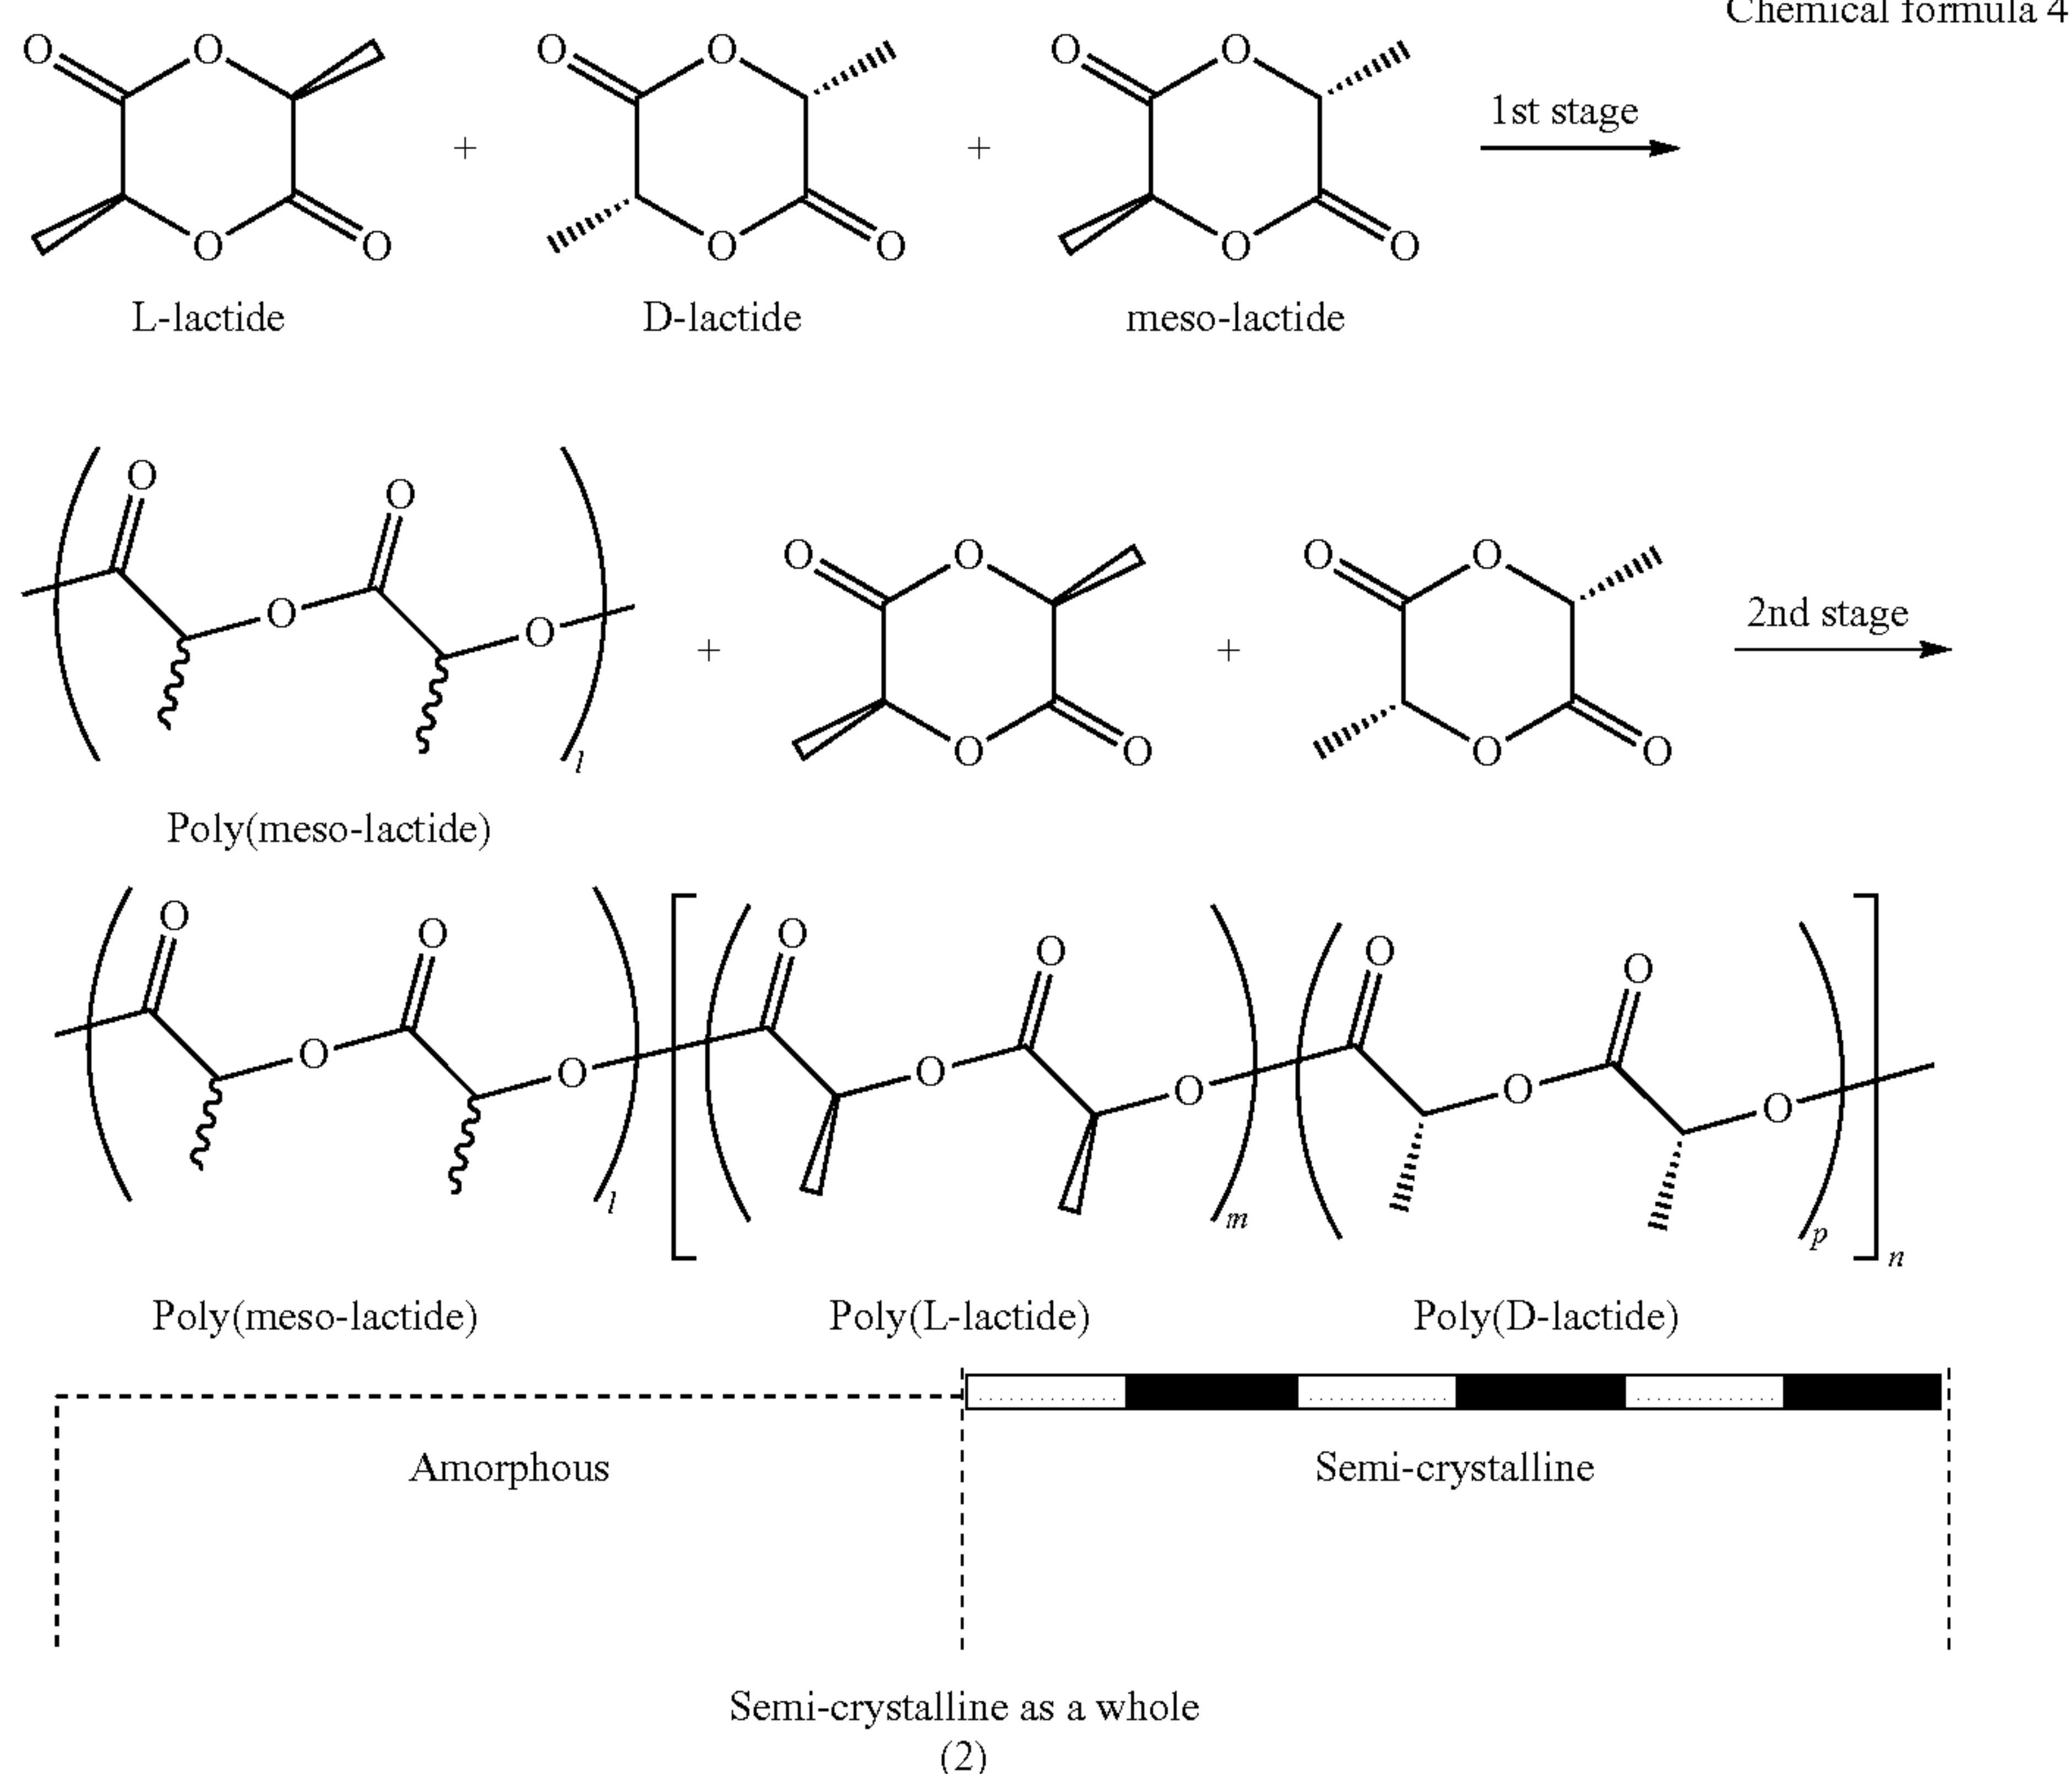 Chemical formula 4
O O O O O O
+ + 1st stage
O O O O O O
L-lactide D-lactide meso-lactide
O O
O O O O
O O + + 2nd stage
O O O O
l
Poly(meso-lactide)
O O O O O O
O O O O O O
l m p n
Poly(meso-lactide) Poly(L-lactide) Poly(D-lactide)
Amorphous Semi-crystalline
Semi-crystalline as a whole
(2)